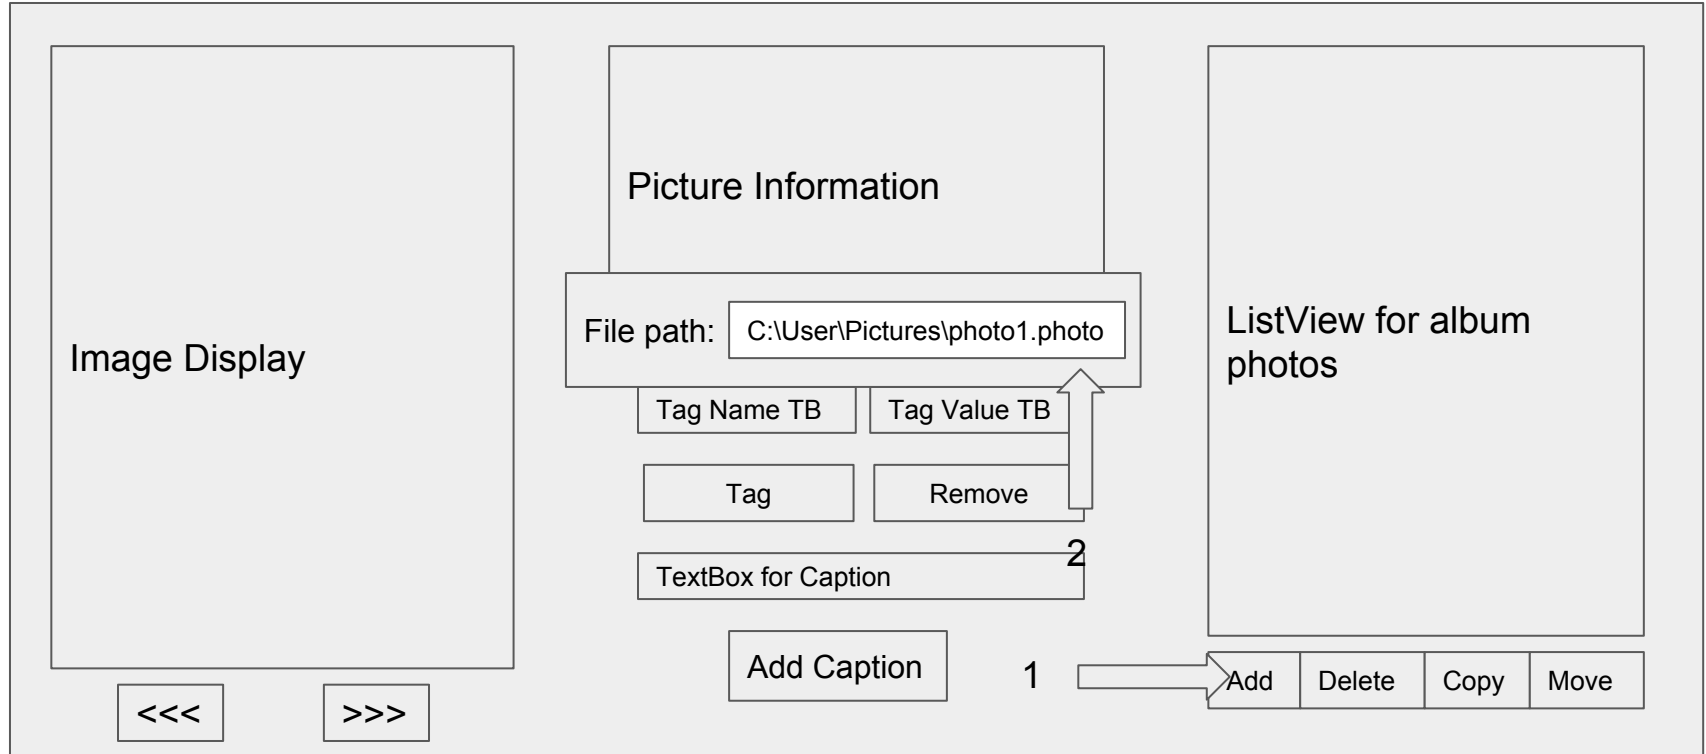 Image Display
<<<
>>>
Picture Information
File path:
C:\User\Pictures\photo1.photo
Tag Name TB
Tag Value TB
Tag
Remove
2
TextBox for Caption
Add Caption
1
ListView for album
photos
Add
Delete
Copy
Move